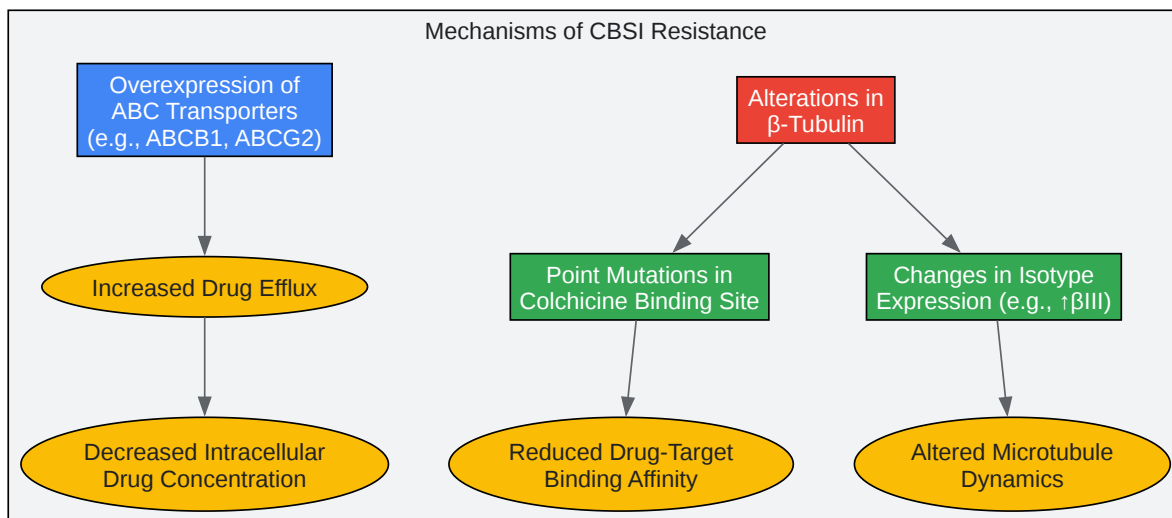 Mechanisms of CBSI Resistance
Overexpression of
ABC Transporters
(e.g., ABCB1, ABCG2)
Alterations in
β-Tubulin
Increased Drug Efflux
Point Mutations in
Colchicine Binding Site
Changes in Isotype
Expression (e.g., ↑βIII)
Decreased Intracellular
Drug Concentration
Reduced Drug-Target
Binding Affinity
Altered Microtubule
Dynamics